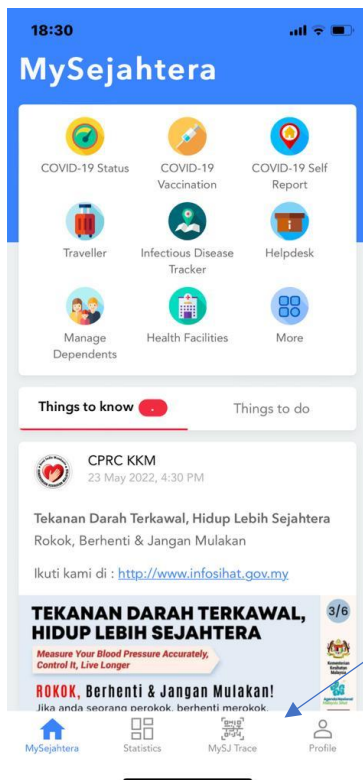 18:30
MySejahtera
COVID-19 Status
COVID-19
Vaccination
COVID-19 Self
Report
Traveller
Infectious Disease
Tracker
Helpdesk
Manage
Dependents
Health Facilities
More
Things to know .
Things to do
CPRC KKM
23 May 2022, 4:30 PM
Tekanan Darah Terkawal, Hidup Lebih Sejahtera
Rokok, Berhenti & Jangan Mulakan
Ikuti kami di : http://www.infosihat.gov.my
TEKANAN DARAH TERKAWAL,
HIDUP LEBIH SEJAHTERA
3/6
Measure Your Blood Pressure Accurately,
Control It, Live Longer
ROKOK, Berhenti & Jangan Mulakan!
Jika anda seorang perokok, berhenti merokok.
MySejahtera
Statistics
MySJ Trace
Profile